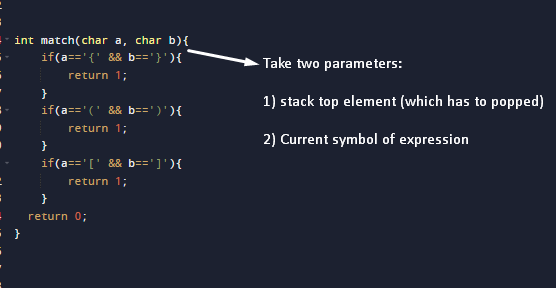 int match(char a, char b){
if(a=='{' && b=='}'){
return 1;
}
if(a=='(' && b==')'){
return 1;
}
if(a=='[' && b==']'){
return 1;
}
return 0;
}
Take two parameters:
1) stack top element (which has to popped)
2) Current symbol of expression